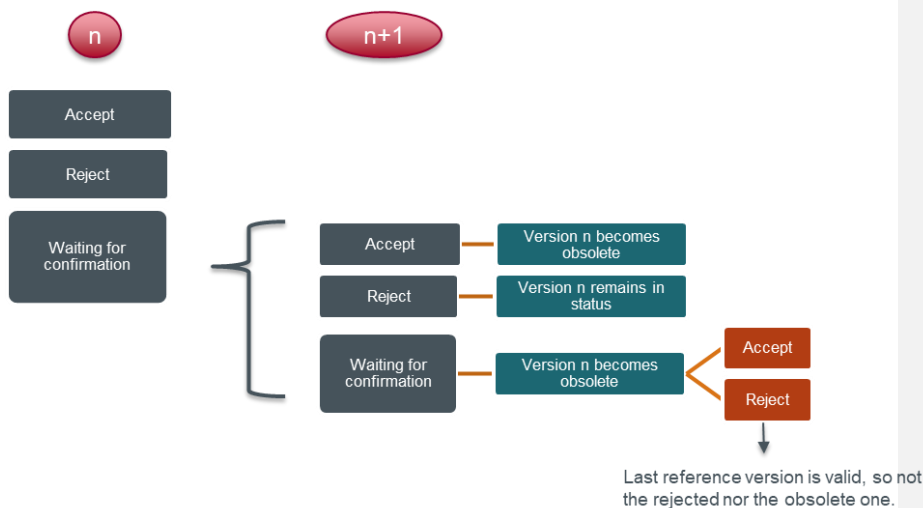 n
n+1
Accept
Reject
Waiting for
confirmation
Accept
Version n becomes
obsolete
Reject
Version n remains in
status
Waiting for
confirmation
Version n becomes
obsolete
Accept
Reject
Last reference version is valid, so not
the rejected nor the obsolete one.